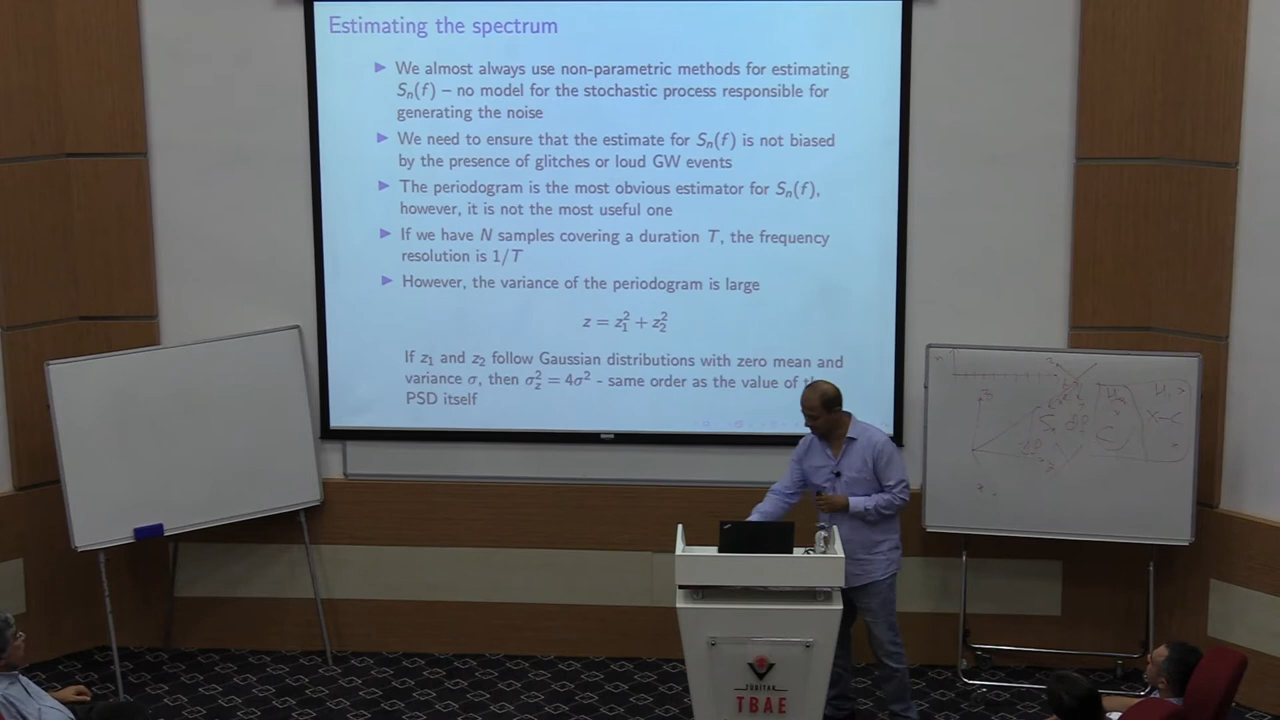 Estimating the spectrum
We almost always use non-parametric methods for estimating
Sₙ(f) – no model for the stochastic process responsible for
generating the noise
We need to ensure that the estimate for Sₙ(f) is not biased
by the presence of glitches or loud GW events
The periodogram is the most obvious estimator for Sₙ(f),
however, it is not the most useful one
If we have N samples covering a duration T, the frequency
resolution is 1/T
However, the variance of the periodogram is large
z = z₁² + z₂²
If z₁ and z₂ follow Gaussian distributions with zero mean and
variance σ, then σ_z² = 4σ² - same order as the value of
PSD itself
TÜBİTAK
TBAE